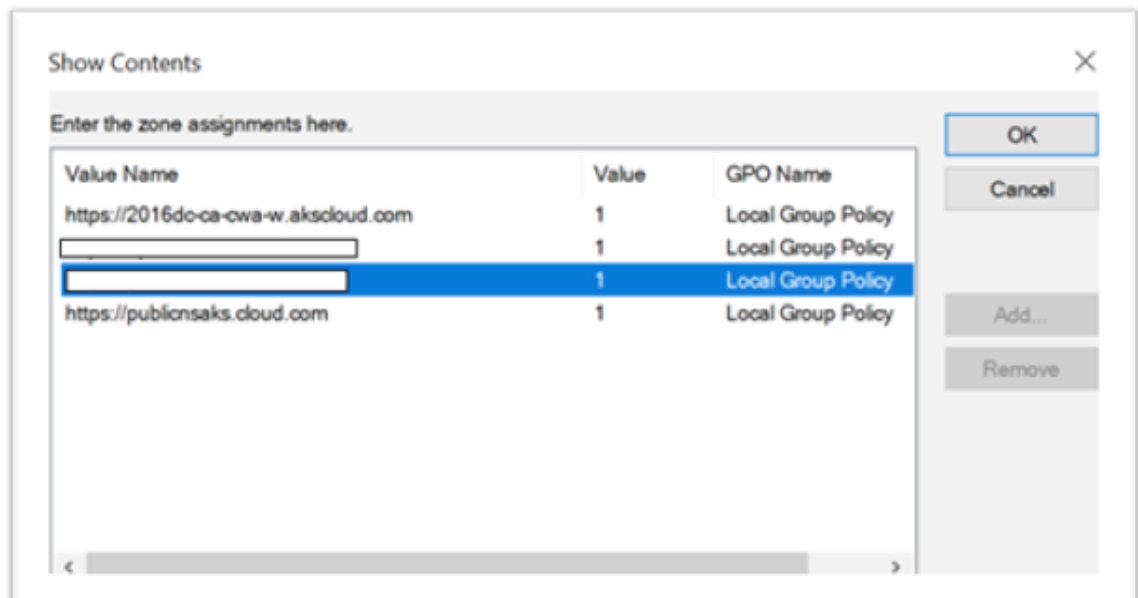 Show Contents
Enter the zone assignments here.
OK
Cancel
Value Name Value GPO Name
https://2016dc-ca-cwa-w.akscloud.com 1 Local Group Policy
1 Local Group Policy
1 Local Group Policy
https://publicnsaks.cloud.com 1 Local Group Policy
Add...
Remove